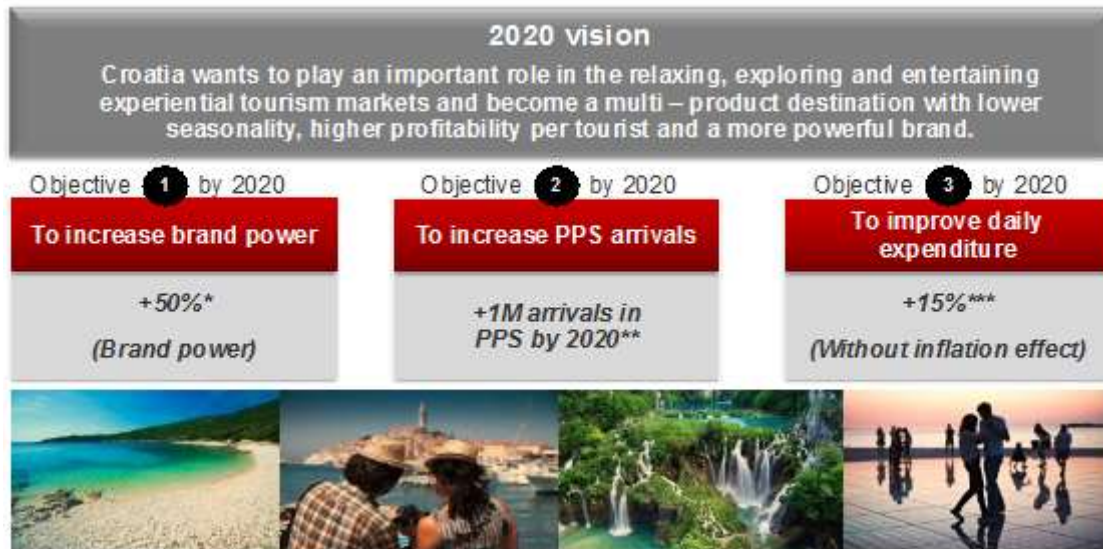 2020 vision
Croatia wants to play an important role in the relaxing, exploring and entertaining
experiential tourism markets and become a multi – product destination with lower
seasonality, higher profitability per tourist and a more powerful brand.
Objective 1 by 2020
To increase brand power
+50%*
(Brand power)
Objective 2 by 2020
To increase PPS arrivals
+1M arrivals in
PPS by 2020**
Objective 3 by 2020
To improve daily
expenditure
+15%***
(Without inflation effect)